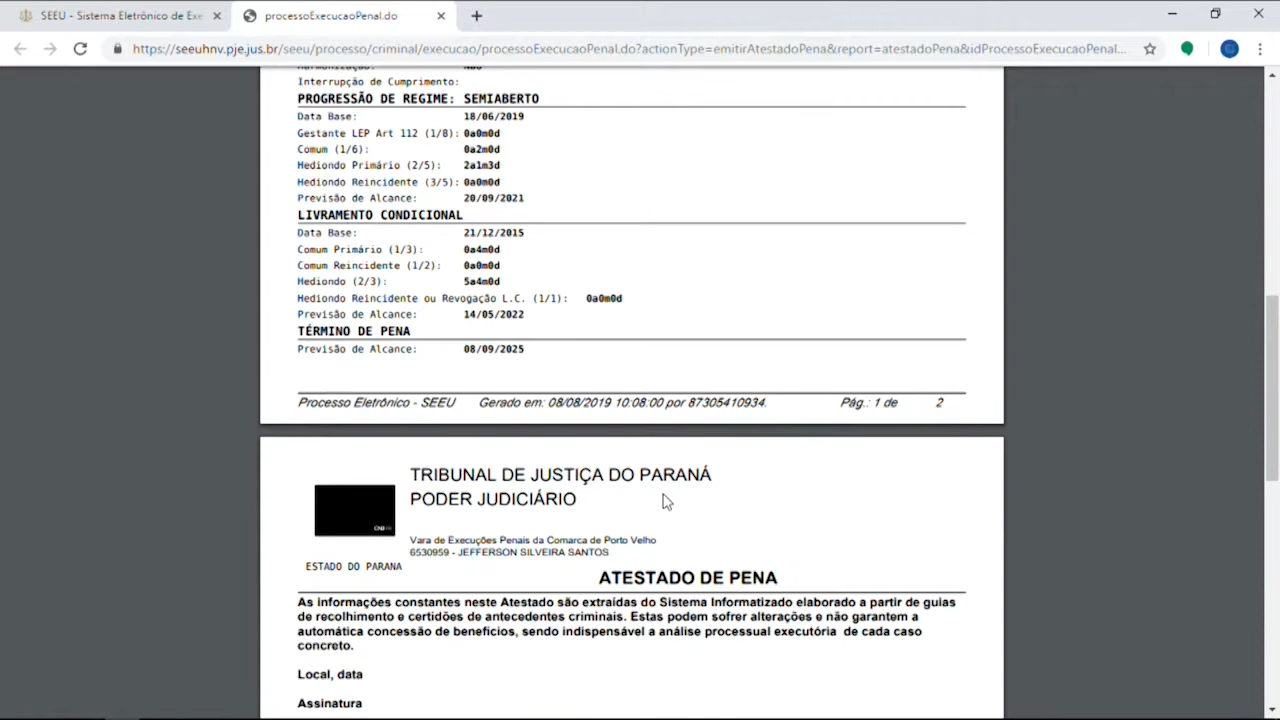 SEEU - Sistema Eletrônico de Exe
processoExecucaoPenal.do
https://seeuhnv.pje.jus.br/seeu/processo/criminal/execucao/processoExecucaoPenal.do?actionType=emitirAtestadoPena&report=atestadoPena&idProcessoExecucaoPenal...
Interrupção de Cumprimento:
PROGRESSÃO DE REGIME: SEMIABERTO
Data Base: 18/06/2019
Gestante LEP Art 112 (1/8): 0a0m0d
Comum (1/6): 0a2m0d
Hediondo Primário (2/5): 2a1m3d
Hediondo Reincidente (3/5): 0a0m0d
Previsão de Alcance: 20/09/2021
LIVRAMENTO CONDICIONAL
Data Base: 21/12/2015
Comum Primário (1/3): 0a4m0d
Comum Reincidente (1/2): 0a0m0d
Hediondo (2/3): 5a4m0d
Hediondo Reincidente ou Revogação L.C. (1/1): 0a0m0d
Previsão de Alcance: 14/05/2022
TÉRMINO DE PENA
Previsão de Alcance: 08/09/2025
Processo Eletrônico - SEEU Gerado em: 08/08/2019 10:08:00 por 87305410934. Pág.: 1 de 2
TRIBUNAL DE JUSTIÇA DO PARANÁ
PODER JUDICIÁRIO
Vara de Execuções Penais da Comarca de Porto Velho
6530959 - JEFFERSON SILVEIRA SANTOS
ESTADO DO PARANA
ATESTADO DE PENA
As informações constantes neste Atestado são extraídas do Sistema Informatizado elaborado a partir de guias
de recolhimento e certidões de antecedentes criminais. Estas podem sofrer alterações e não garantem a
automática concessão de benefícios, sendo indispensável a análise processual executória de cada caso
concreto.
Local, data
Assinatura